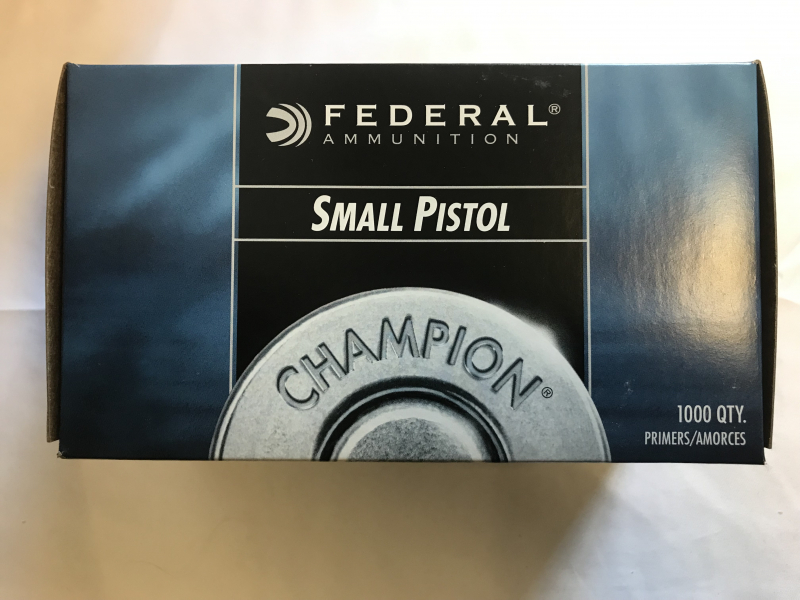 FEDERAL®
AMMUNITION
SMALL PISTOL
CHAMPION®
1000 QTY.
PRIMERS/AMORCES